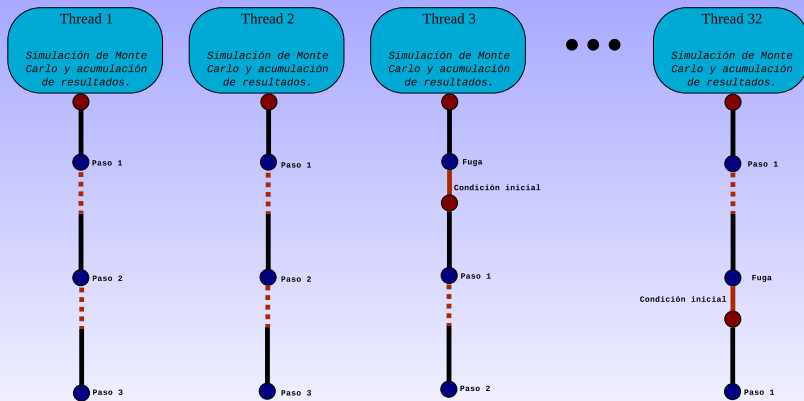 Thread 1
Simulación de Monte
Carlo y acumulación
de resultados.
Paso 1
Paso 2
Paso 3
Thread 2
Simulación de Monte
Carlo y acumulación
de resultados.
Paso 1
Paso 2
Paso 3
Thread 3
Simulación de Monte
Carlo y acumulación
de resultados.
Fuga
Condición inicial
Paso 1
Paso 2
Thread 32
Simulación de Monte
Carlo y acumulación
de resultados.
Paso 1
Fuga
Condición inicial
Paso 1